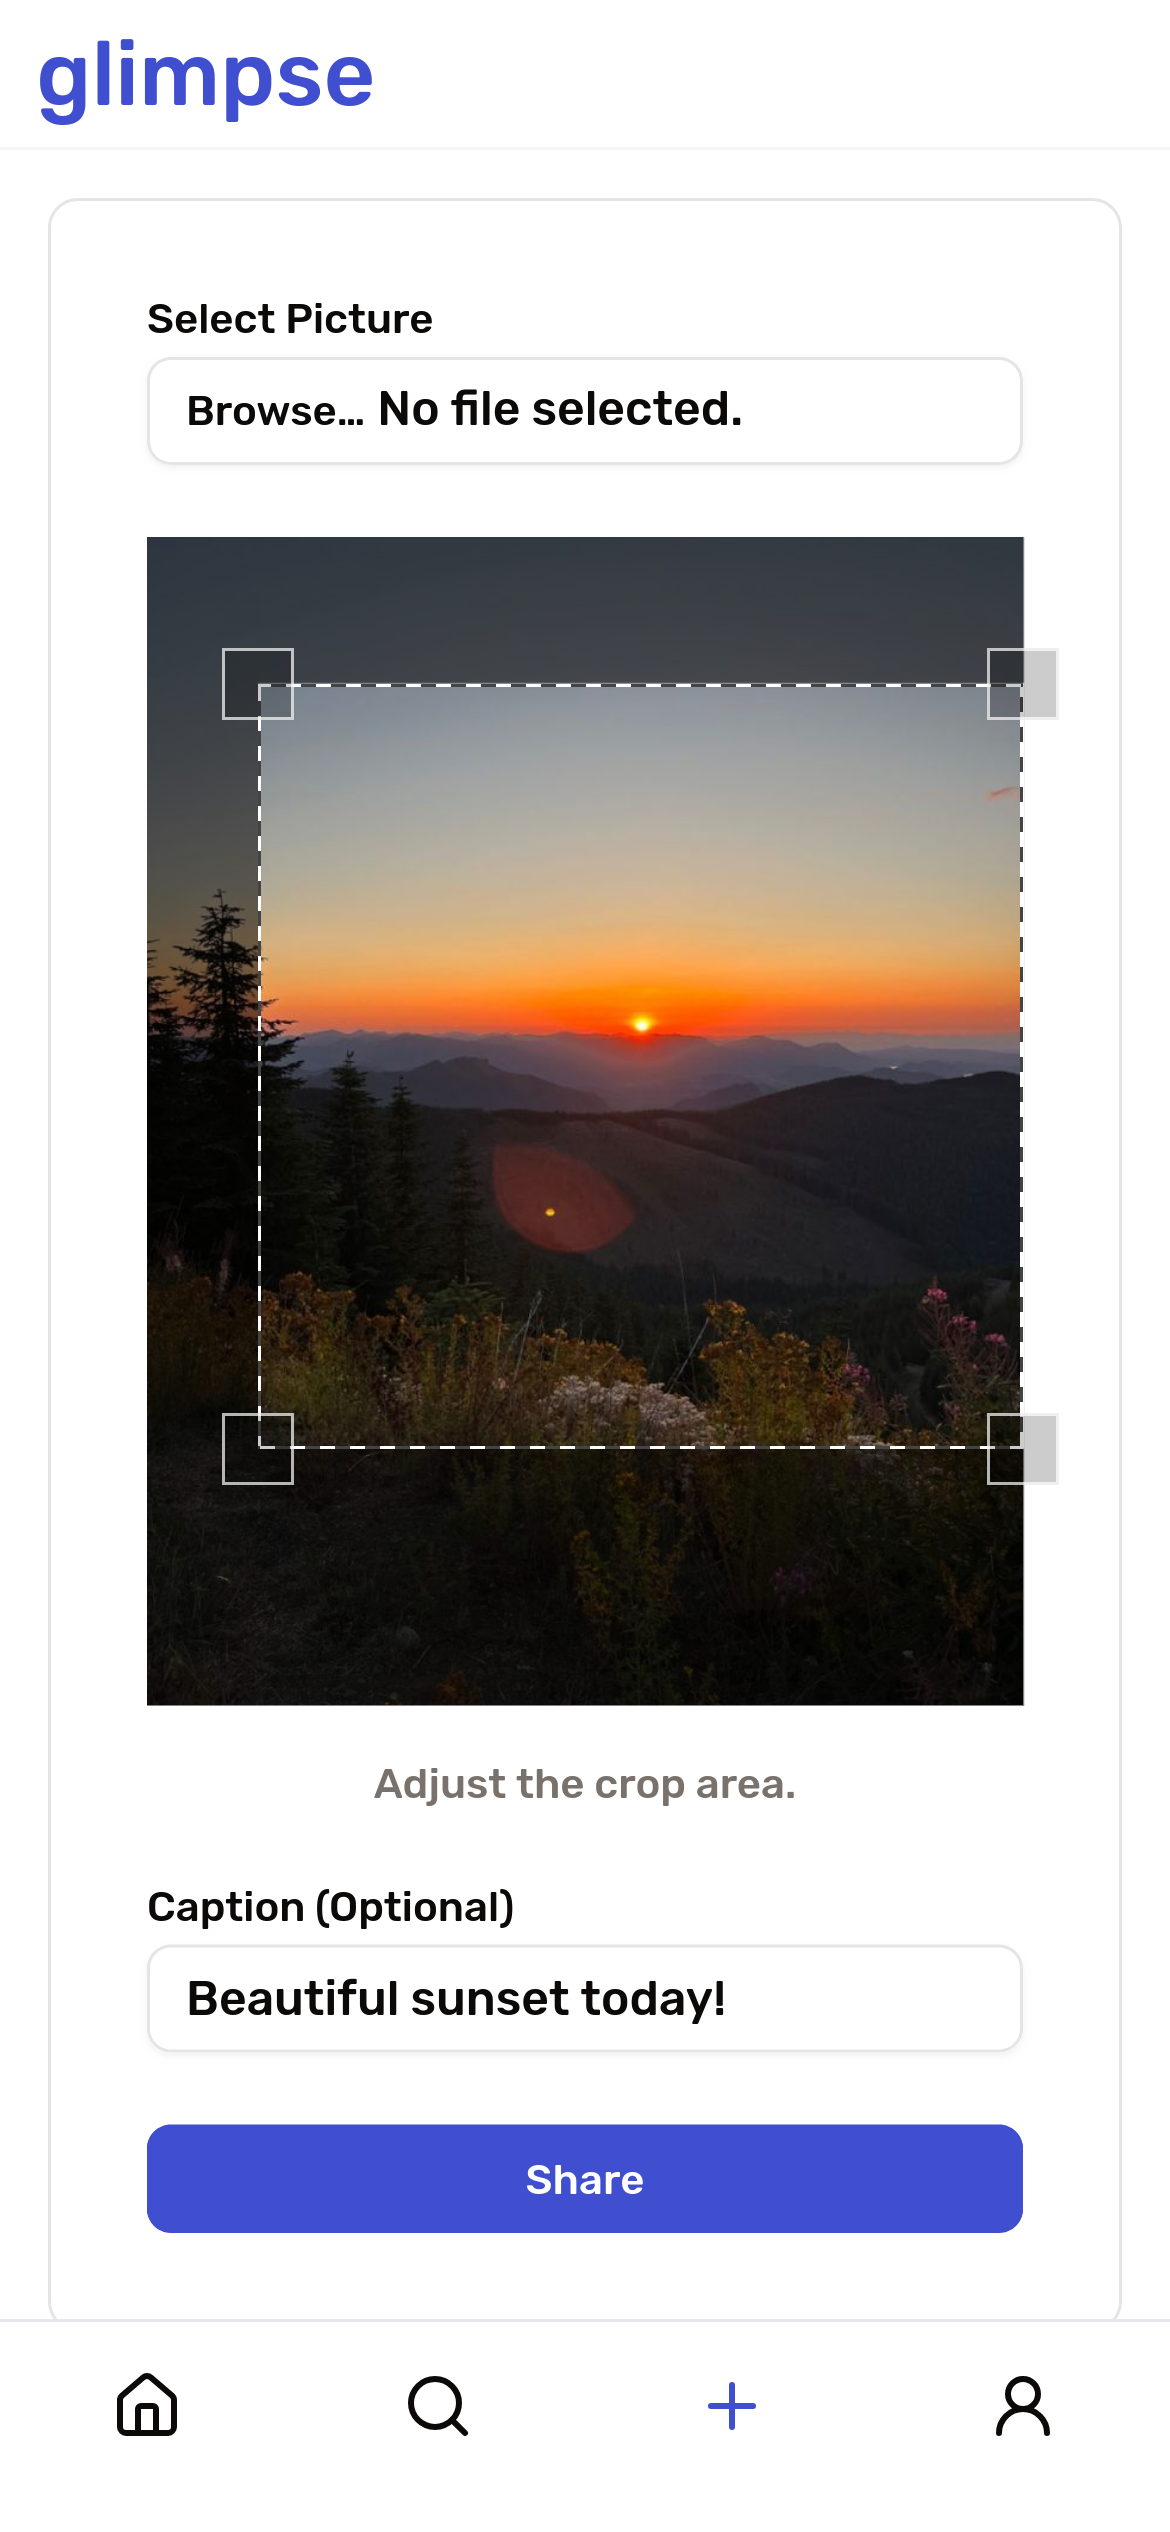 glimpse
Select Picture
Browse... No file selected.
Adjust the crop area.
Caption (Optional)
Beautiful sunset today!
Share